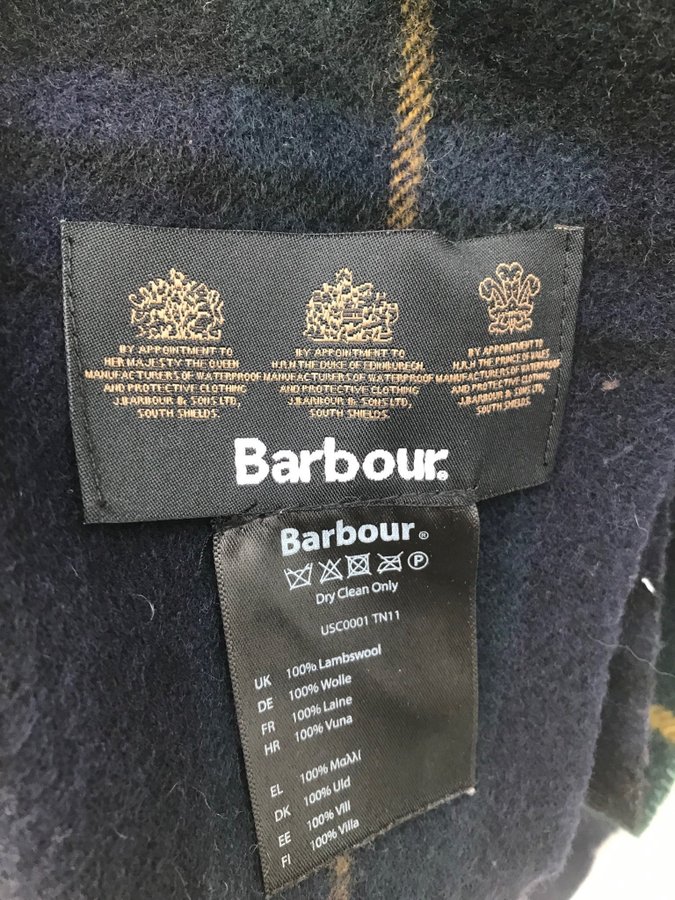 BY APPOINTMENT TO
HER MAJESTY THE QUEEN
MANUFACTURERS OF WATERPROOF
AND PROTECTIVE CLOTHING
J.BARBOUR & SONS LTD,
SOUTH SHIELDS.
BY APPOINTMENT TO
H.R.H THE DUKE OF EDINBURGH,
MANUFACTURERS OF WATERPROOF
AND PROTECTIVE CLOTHING
J.BARBOUR & SONS LTD,
SOUTH SHIELDS.
BY APPOINTMENT TO
H.R.H THE PRINCE OF WALES
MANUFACTURERS OF WATERPROOF
AND PROTECTIVE CLOTHING
J.BARBOUR & SONS LTD,
SOUTH SHIELDS.
Barbour®
Barbour®
P
Dry Clean Only
USC0001 TN11
UK 100% Lambswool
DE 100% Wolle
FR 100% Laine
HR 100% Vuna
EL 100% Μαλλί
DK 100% Uld
EE 100% Vill
FI 100% Villa